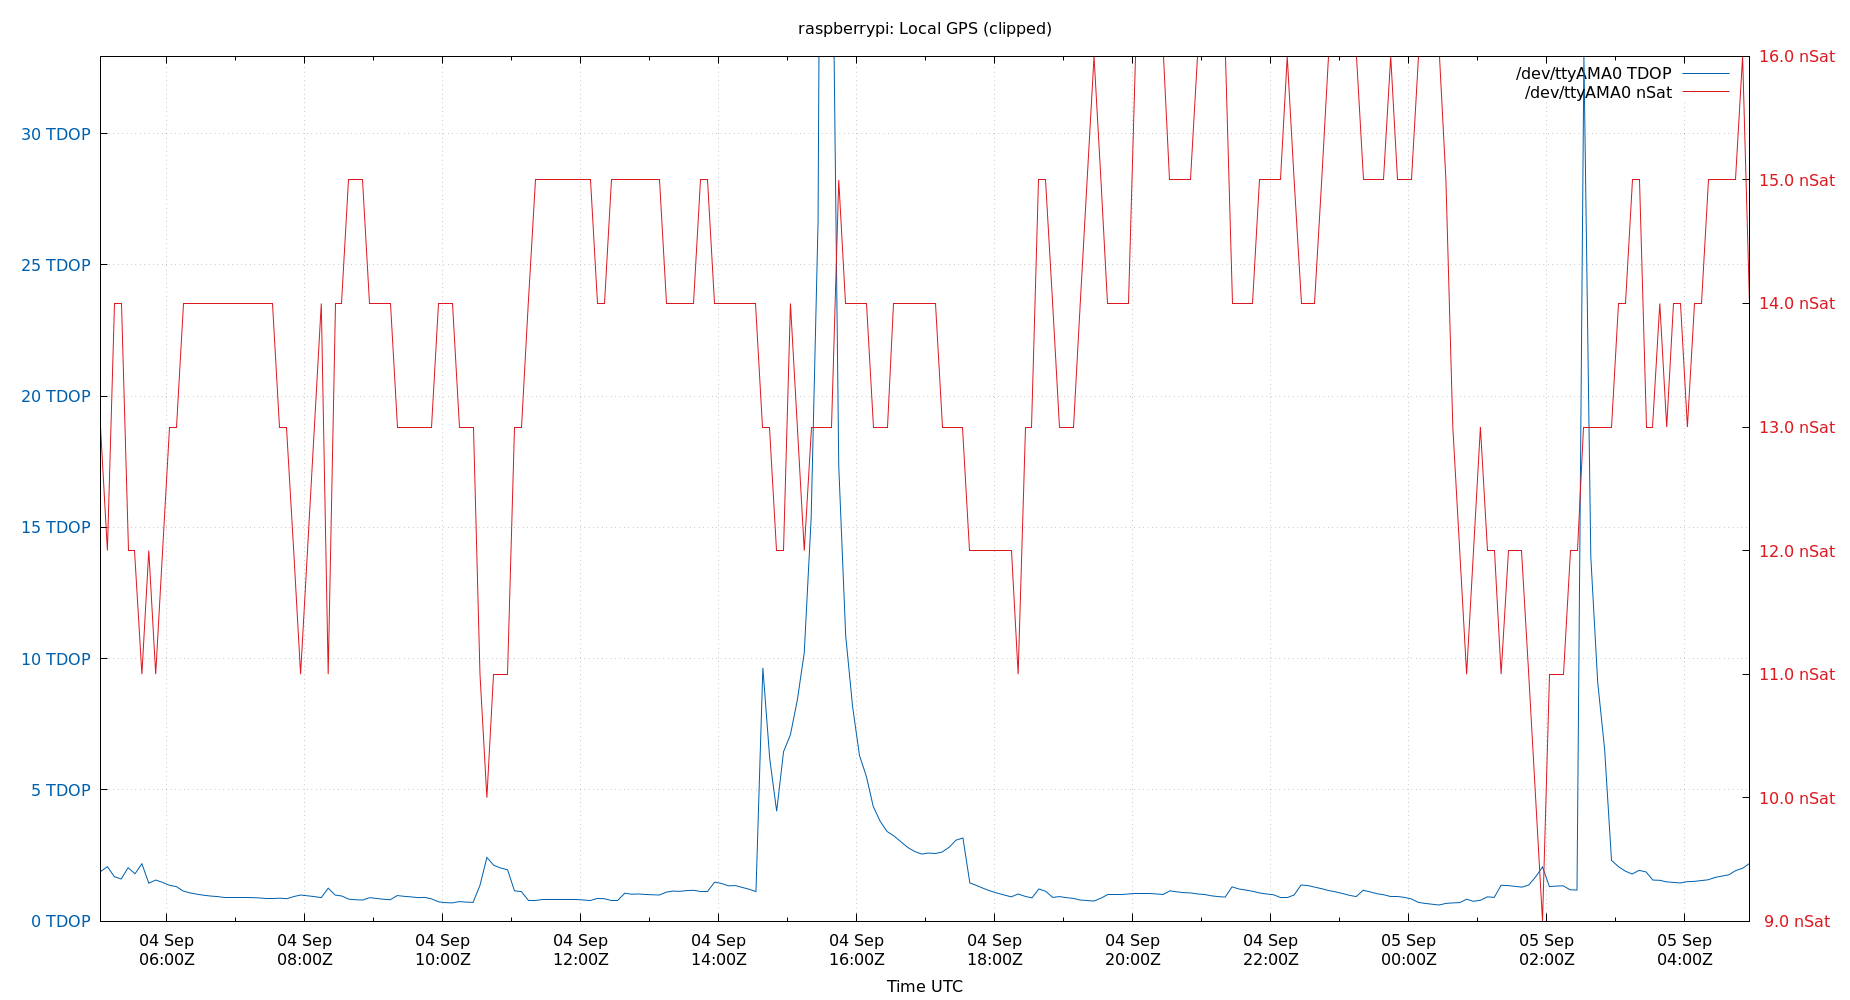 raspberrypi: Local GPS (clipped)
16.0 nSat
/dev/ttyAMA0 TDOP
/dev/ttyAMA0 nSat
30 TDOP
15.0 nSat
25 TDOP
14.0 nSat
20 TDOP
13.0 nSat
15 TDOP
12.0 nSat
10 TDOP
11.0 nSat
5 TDOP
10.0 nSat
0 TDOP
9.0 nSat
04 Sep 04 Sep 04 Sep 04 Sep 04 Sep 04 Sep 04 Sep 04 Sep 04 Sep 05 Sep 05 Sep 05 Sep
06:00Z 08:00Z 10:00Z 12:00Z 14:00Z 16:00Z 18:00Z 20:00Z 22:00Z 00:00Z 02:00Z 04:00Z
Time UTC